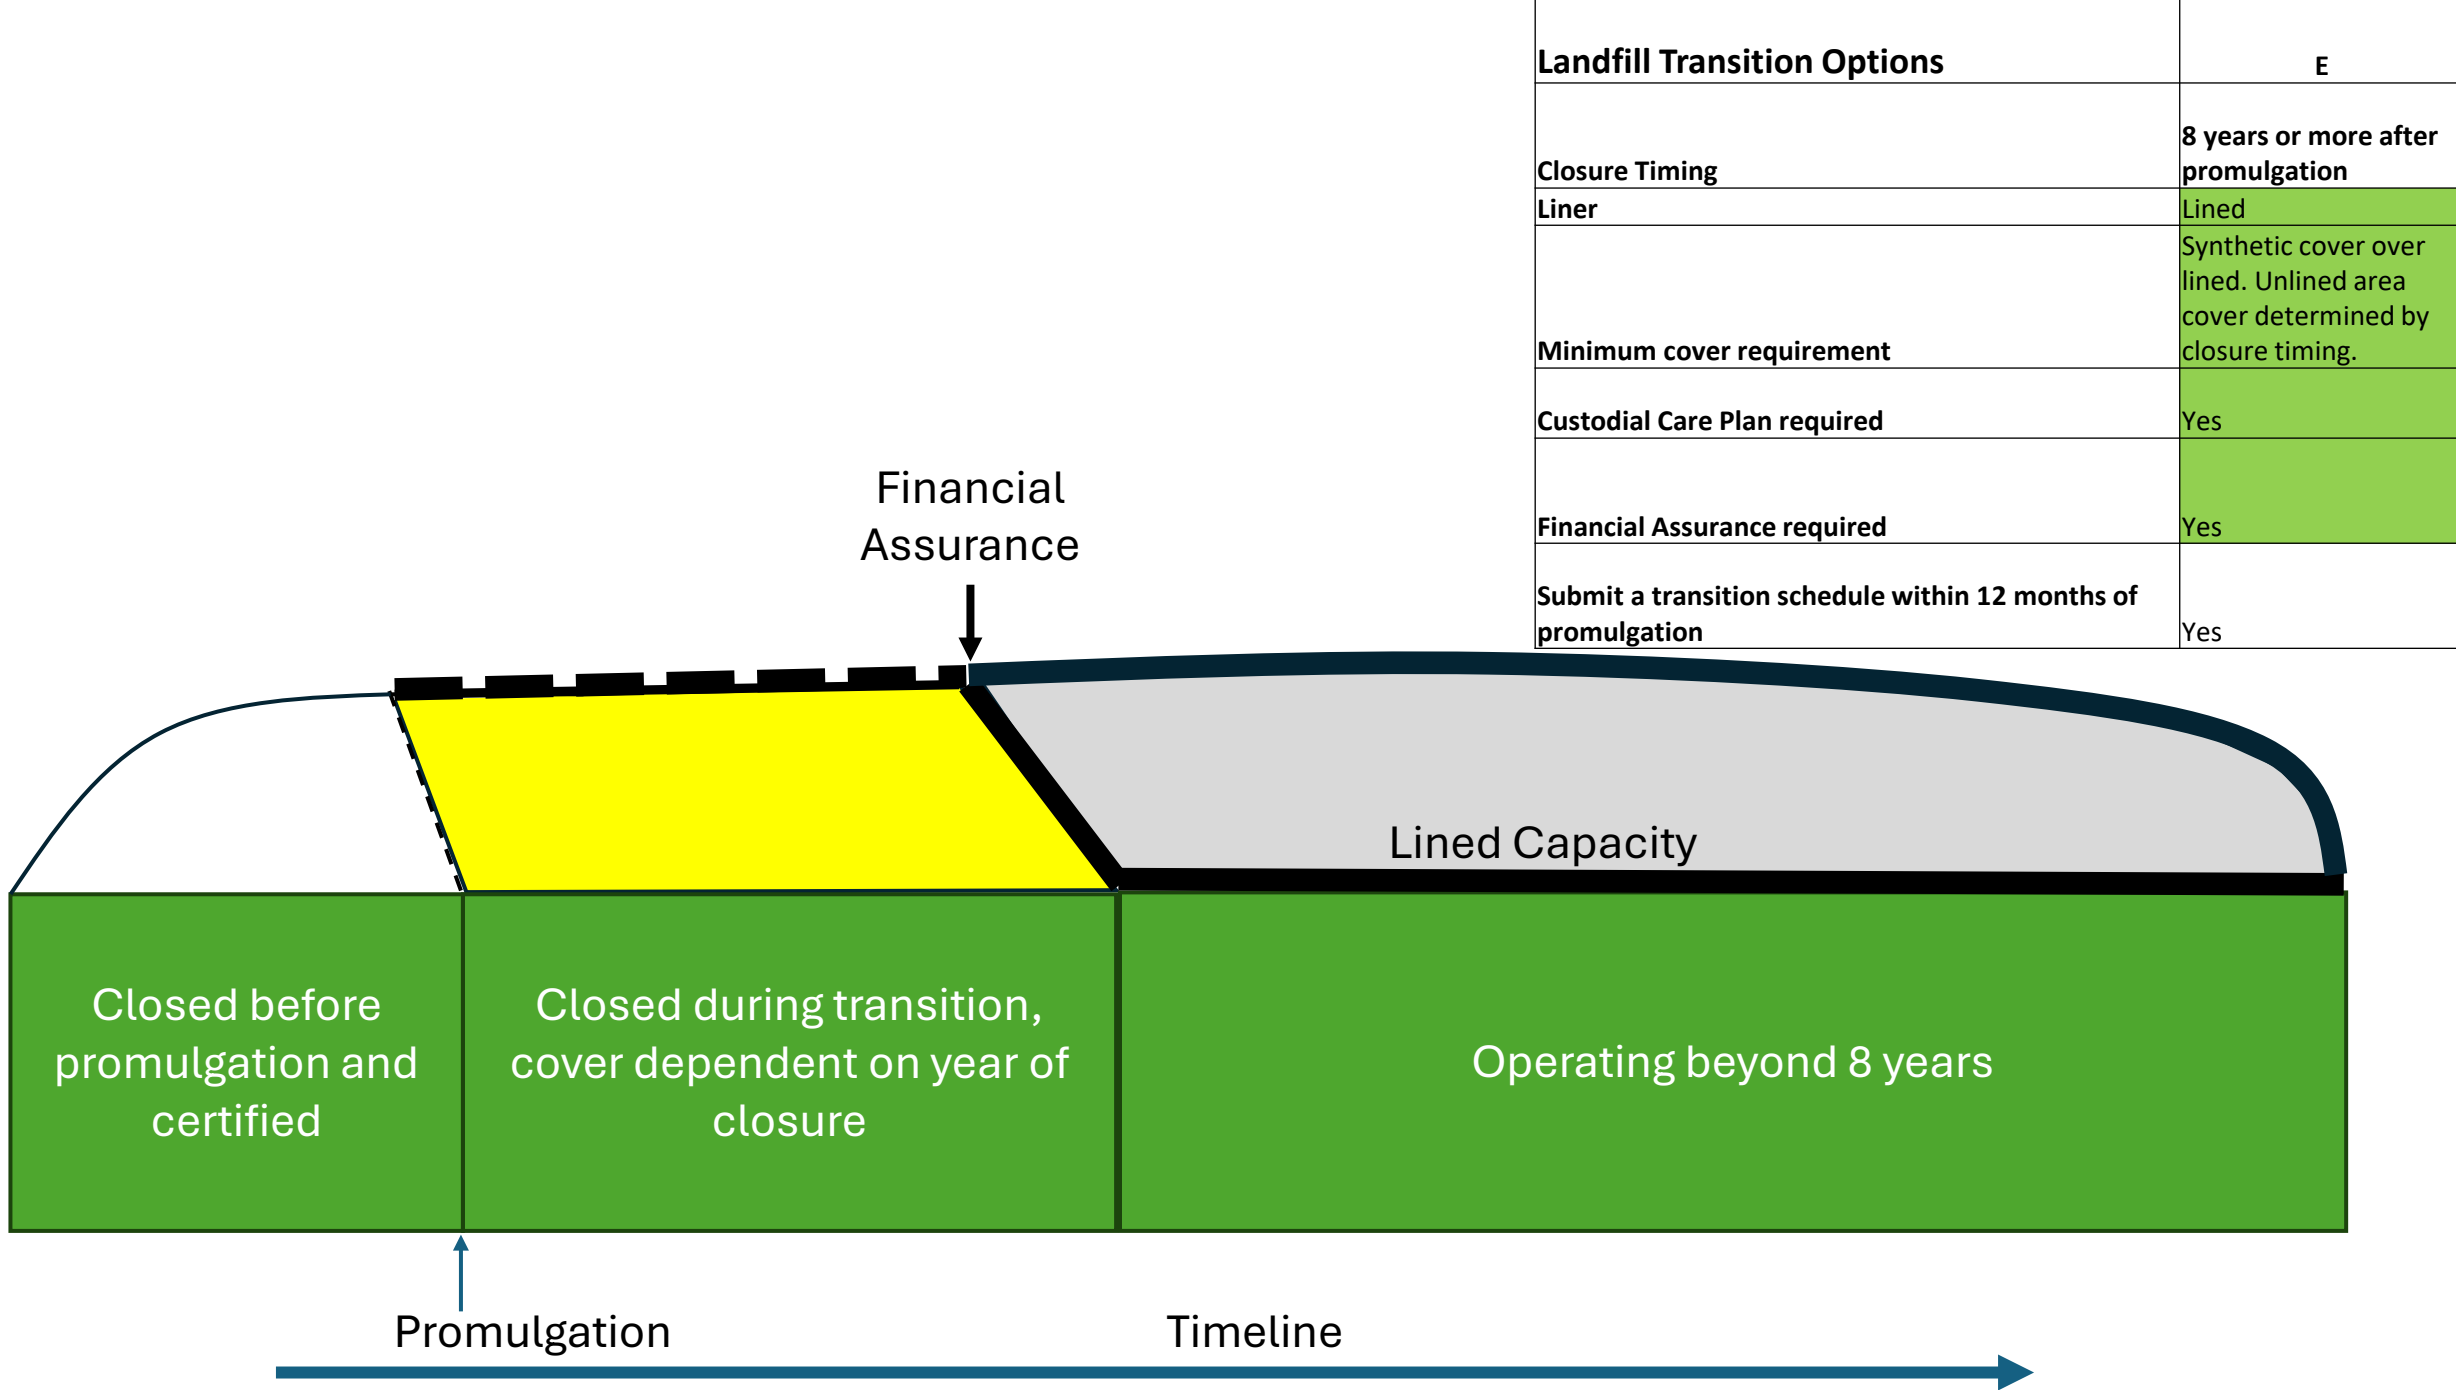 Landfill Transition Options
E
Closure Timing
8 years or more after
promulgation
Liner
Lined
Minimum cover requirement
Synthetic cover over
lined. Unlined area
cover determined by
closure timing.
Custodial Care Plan required
Yes
Financial Assurance required
Yes
Submit a transition schedule within 12 months of
promulgation
Yes
Financial
Assurance
Lined Capacity
Closed before
promulgation and
certified
Closed during transition,
cover dependent on year of
closure
Operating beyond 8 years
Promulgation
Timeline